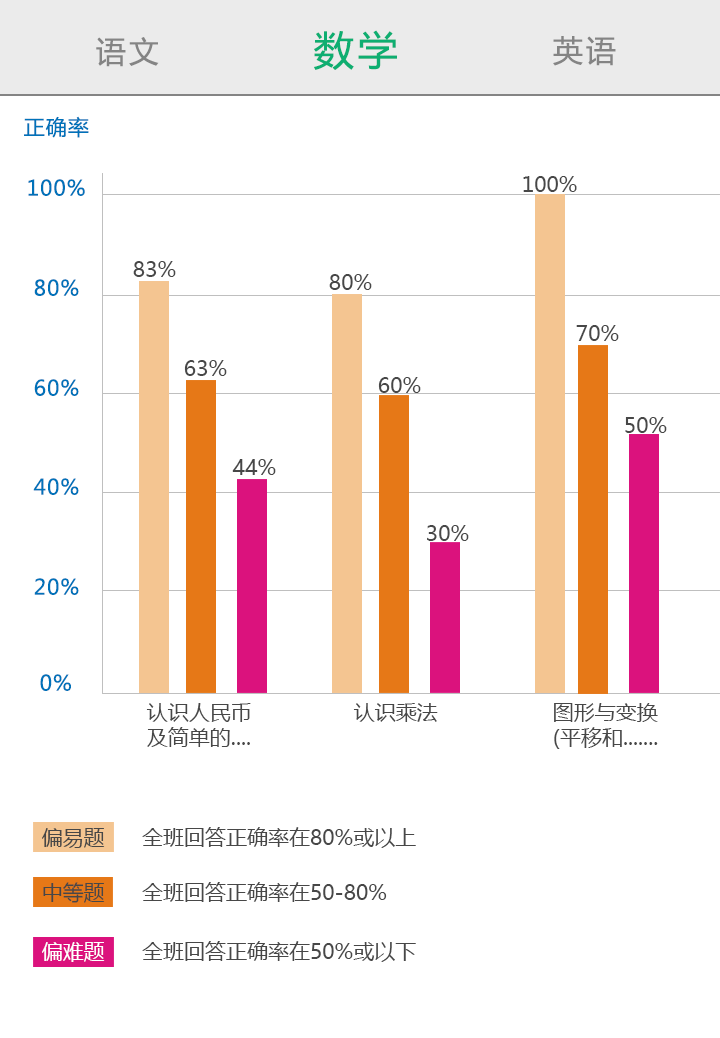 语文
数学
英语
正确率
100%
80%
60%
40%
20%
0%
83%
63%
44%
80%
60%
30%
100%
70%
50%
认识人民币
及简单的....
认识乘法
图形与变换
(平移和.......
偏易题 全班回答正确率在80%或以上
中等题 全班回答正确率在50-80%
偏难题 全班回答正确率在50%或以下